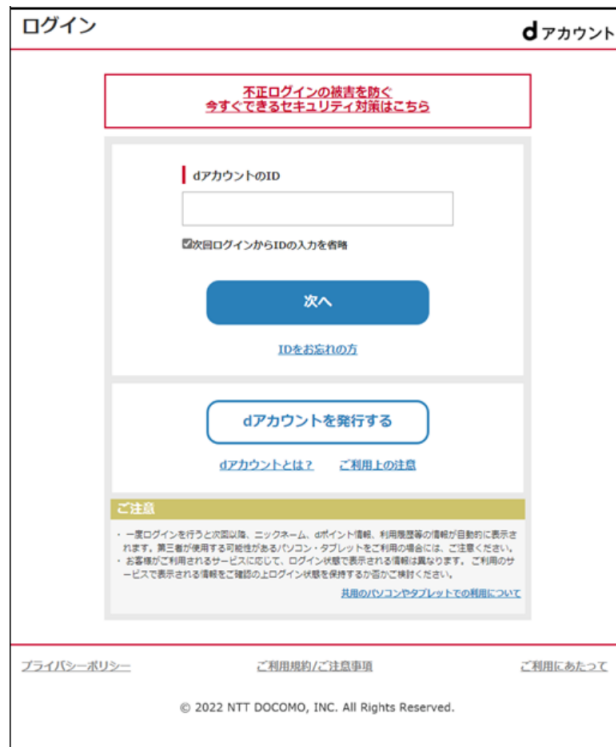 ログイン
dアカウント
不正ログインの被害を防ぐ
今すぐできるセキュリティ対策はこちら
dアカウントのID
次回ログインからIDの入力を省略
次へ
IDをお忘れの方
dアカウントを発行する
dアカウントとは？ ご利用上の注意
ご注意
・ 一度ログインを行うと次回以降、ニックネーム、dポイント情報、利用履歴等の情報が自動的に表示さ
れます。第三者が使用する可能性があるパソコン・タブレットをご利用の場合には、ご注意ください。
・ お客様がご利用されるサービスに応じて、ログイン状態で表示される情報は異なります。ご利用のサ
ービスで表示される情報をご確認の上ログイン状態を保持するか否かご検討ください。
共用のパソコンやタブレットでの利用について
プライバシーポリシー ご利用規約/ご注意事項 ご利用にあたって
© 2022 NTT DOCOMO, INC. All Rights Reserved.